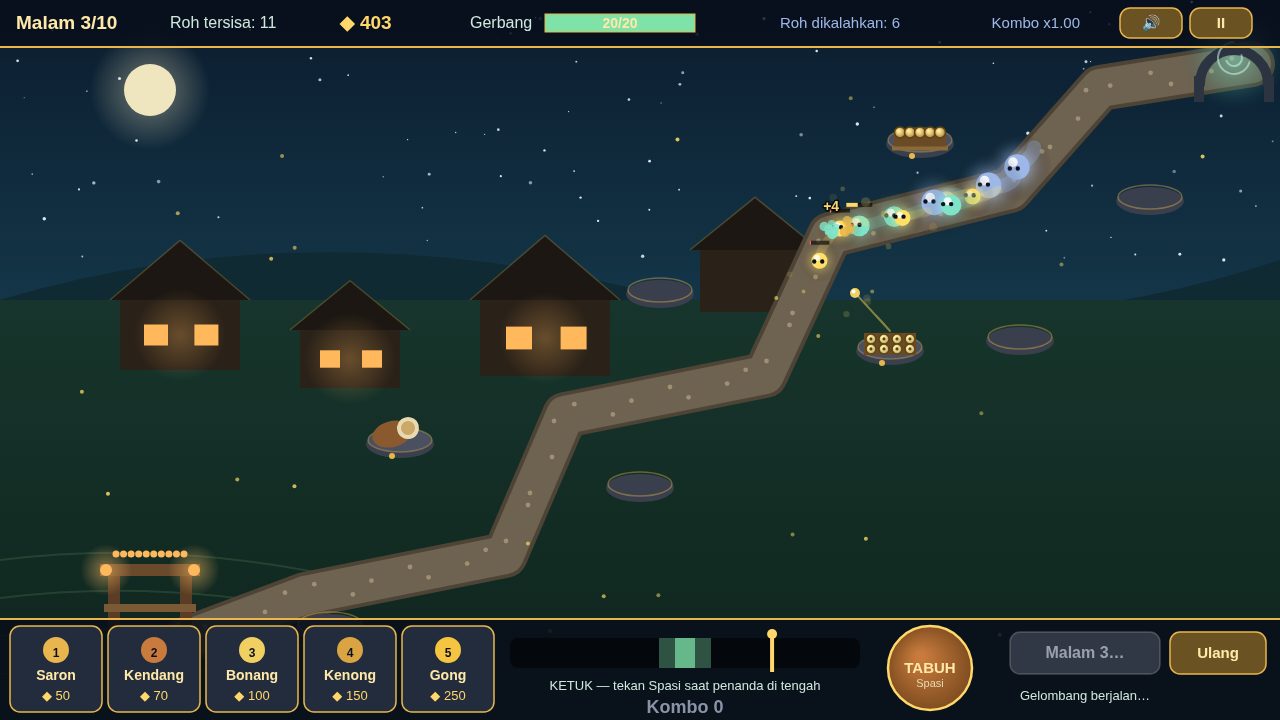 Malam 3/10
Roh tersisa: 11
◆ 403
Gerbang
20/20
Roh dikalahkan: 6
Kombo x1.00
+4
1
Saron
◆ 50
2
Kendang
◆ 70
3
Bonang
◆ 100
4
Kenong
◆ 150
5
Gong
◆ 250
KETUK — tekan Spasi saat penanda di tengah
Kombo 0
TABUH
Spasi
Malam 3…
Ulang
Gelombang berjalan…